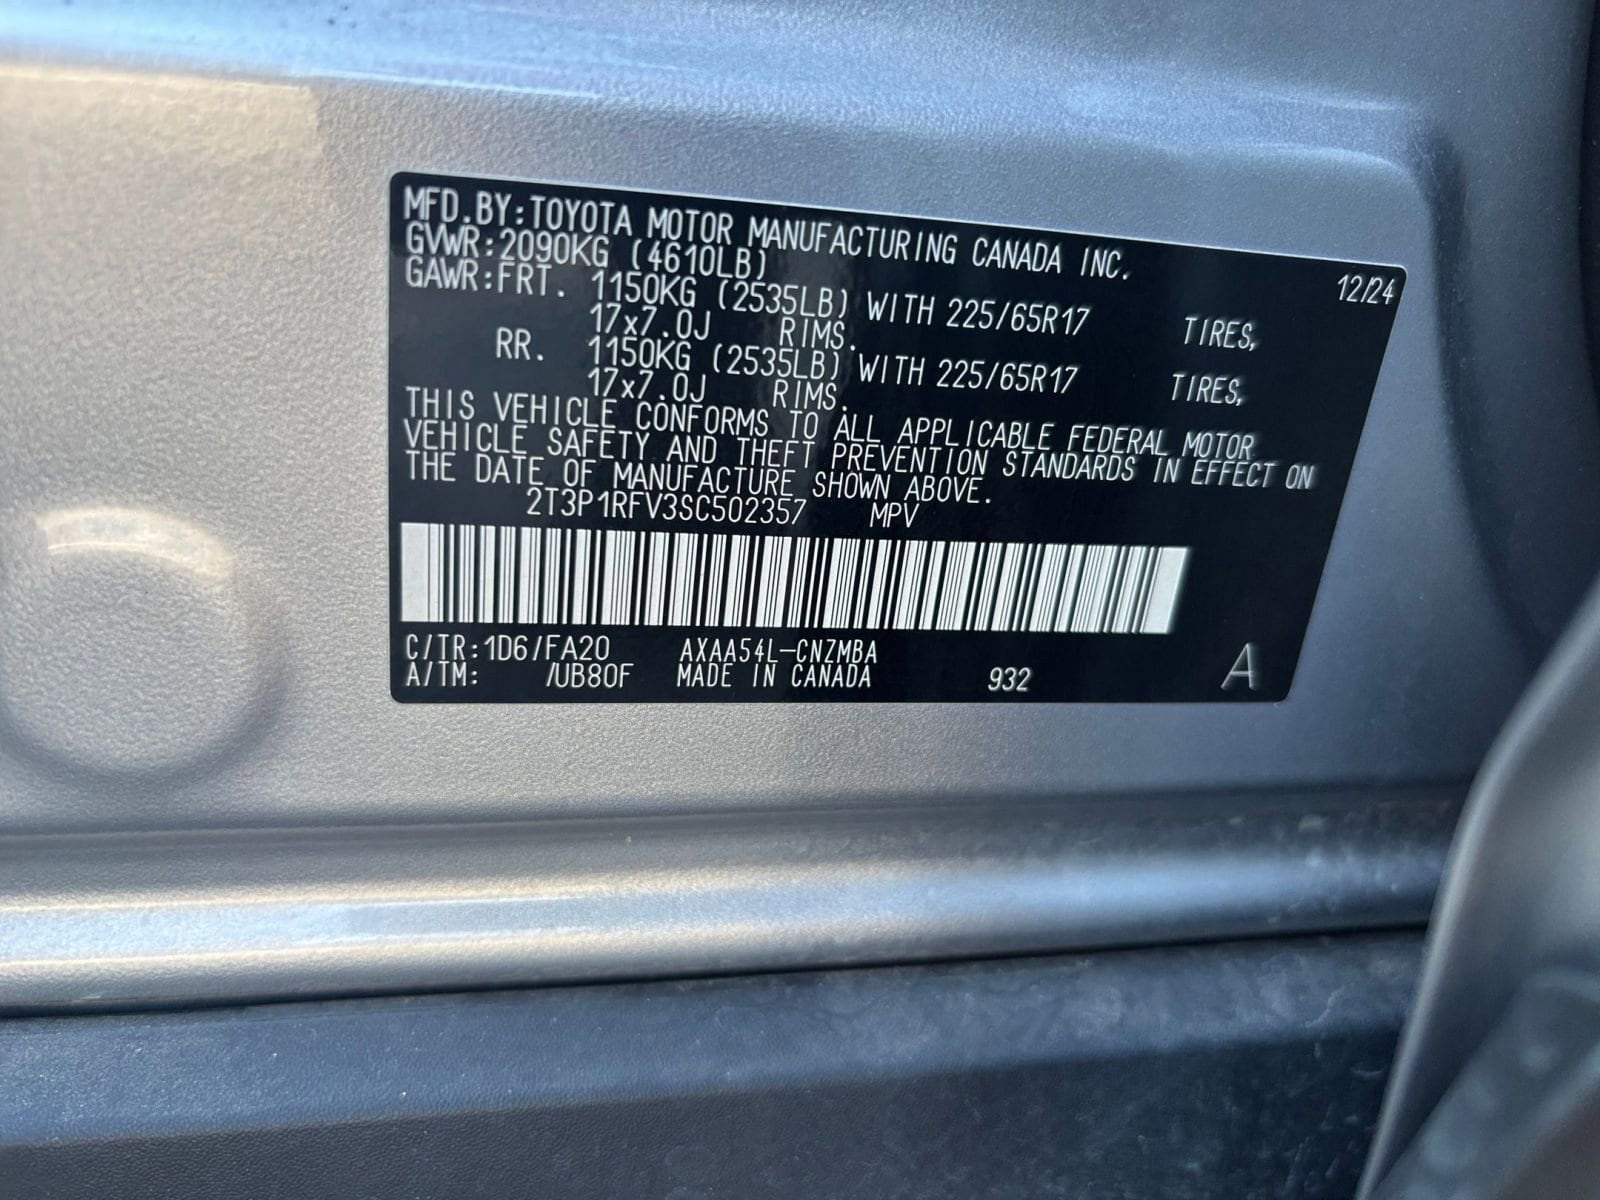 MFD.BY:TOYOTA MOTOR MANUFACTURING CANADA INC.
GVWR:2090KG (4610LB) 12/24
GAWR:FRT. 1150KG (2535LB) WITH 225/65R17 TIRES,
17x7.0J RIMS.
RR. 1150KG (2535LB) WITH 225/65R17 TIRES,
17x7.0J RIMS.
THIS VEHICLE CONFORMS TO ALL APPLICABLE FEDERAL MOTOR
VEHICLE SAFETY AND THEFT PREVENTION STANDARDS IN EFFECT ON
THE DATE OF MANUFACTURE SHOWN ABOVE.
2T3P1RFV3SC502357 MPV
C/TR:1D6/FA20 AXAA54L-CNZMBA
A/TM: /UB80F MADE IN CANADA 932 A